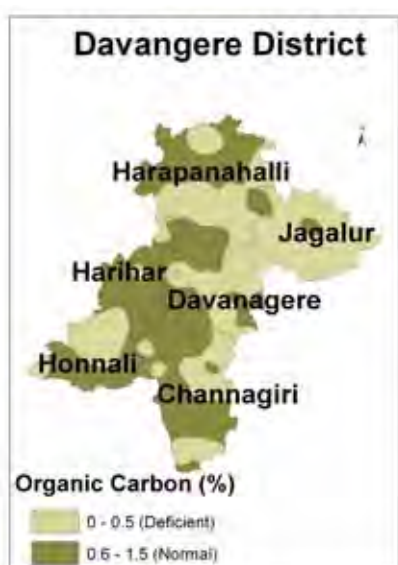 Davangere District
Harapanahalli
Jagalur
Harihar
Davanagere
Honnali
Channagiri
Organic Carbon (%)
0 - 0.5 (Deficient)
0.6 - 1.5 (Normal)